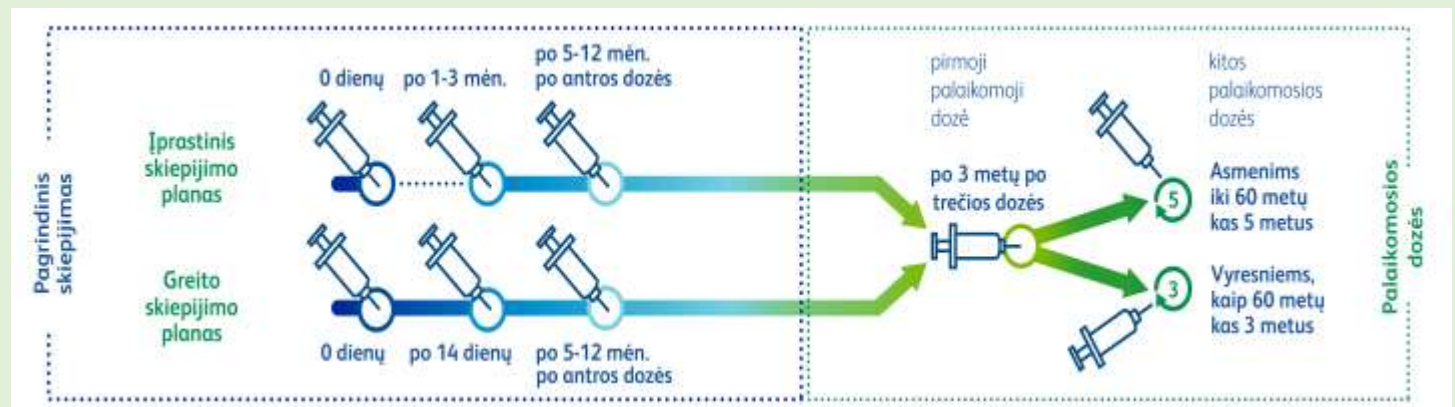 Pagrindinis
skiepijimas
Įprastinis
skiepijimo
planas
0 dienų
po 1-3 mėn.
po 5-12 mėn.
po antros dozės
Greito
skiepijimo
planas
0 dienų
po 14 dienų
po 5-12 mėn.
po antros dozės
pirmoji
palaikomoji
dozė
po 3 metų po
trečios dozės
kitos
palaikomosios
dozės
5
Asmenims
iki 60 metų
kas 5 metus
3
Vyresniems,
kaip 60 metų
kas 3 metus
Palaikomosios
dozės